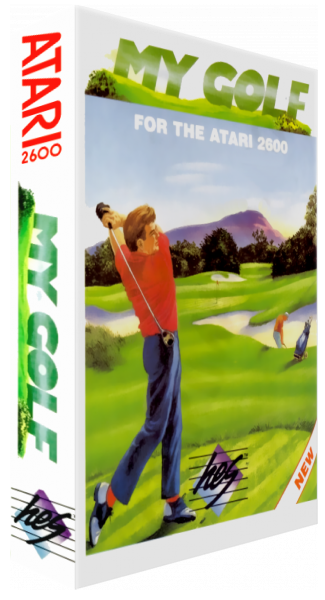 ATARI
2600
MY GOLF
hes
MY GOLF
FOR THE ATARI 2600
hes
NEW